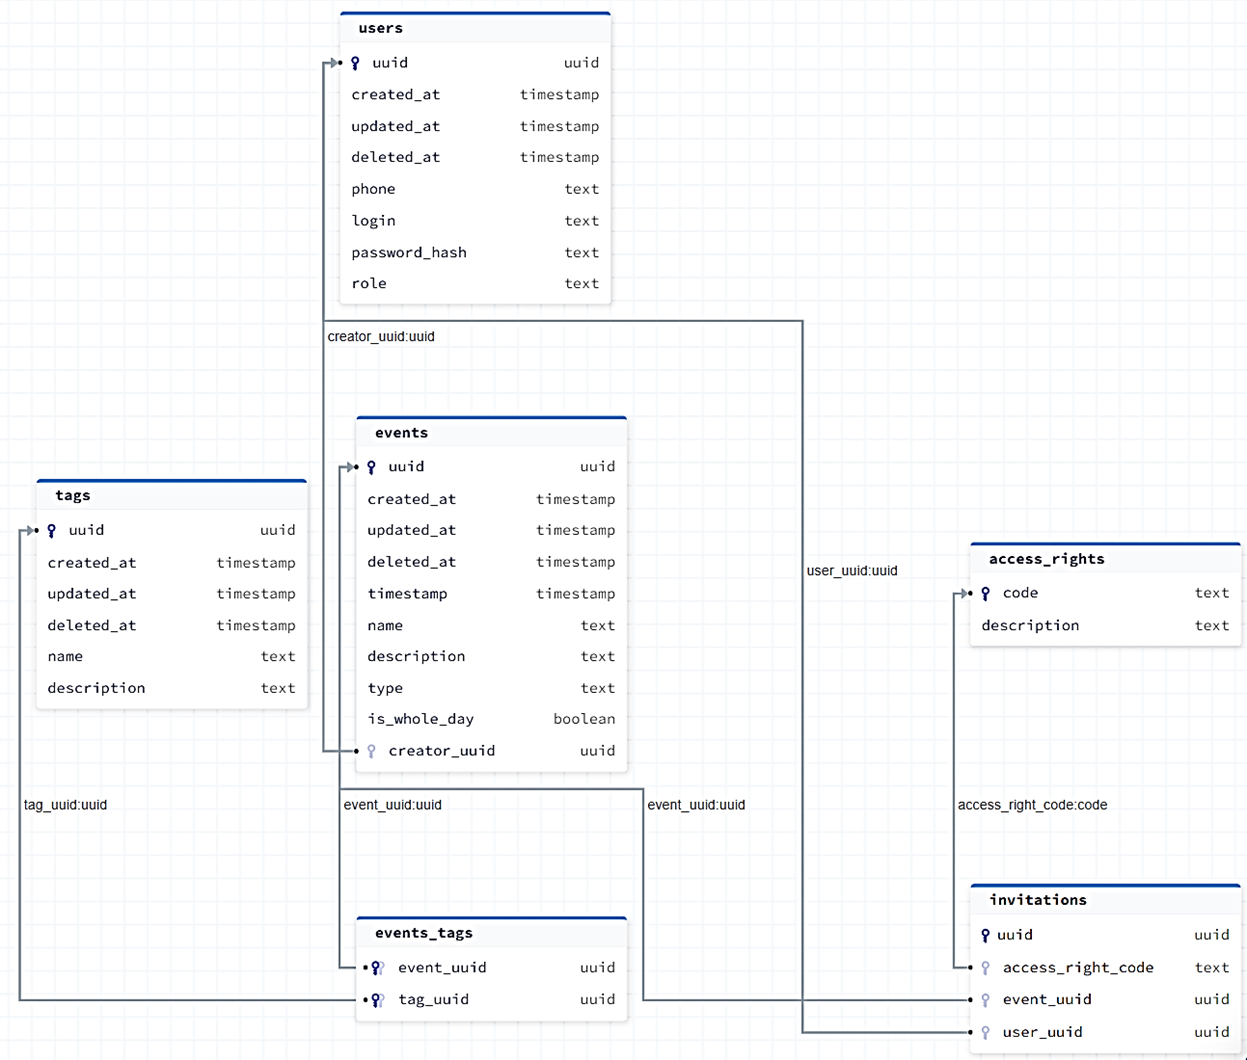 users
uuid uuid
created_at timestamp
updated_at timestamp
deleted_at timestamp
phone text
login text
password_hash text
role text
creator_uuid:uuid
events
uuid uuid
created_at timestamp
updated_at timestamp
deleted_at timestamp
timestamp timestamp
name text
description text
type text
is_whole_day boolean
creator_uuid uuid
tags
uuid uuid
created_at timestamp
updated_at timestamp
deleted_at timestamp
name text
description text
user_uuid:uuid
access_rights
code text
description text
tag_uuid:uuid
event_uuid:uuid
event_uuid:uuid
access_right_code:code
events_tags
event_uuid uuid
tag_uuid uuid
invitations
uuid uuid
access_right_code text
event_uuid uuid
user_uuid uuid